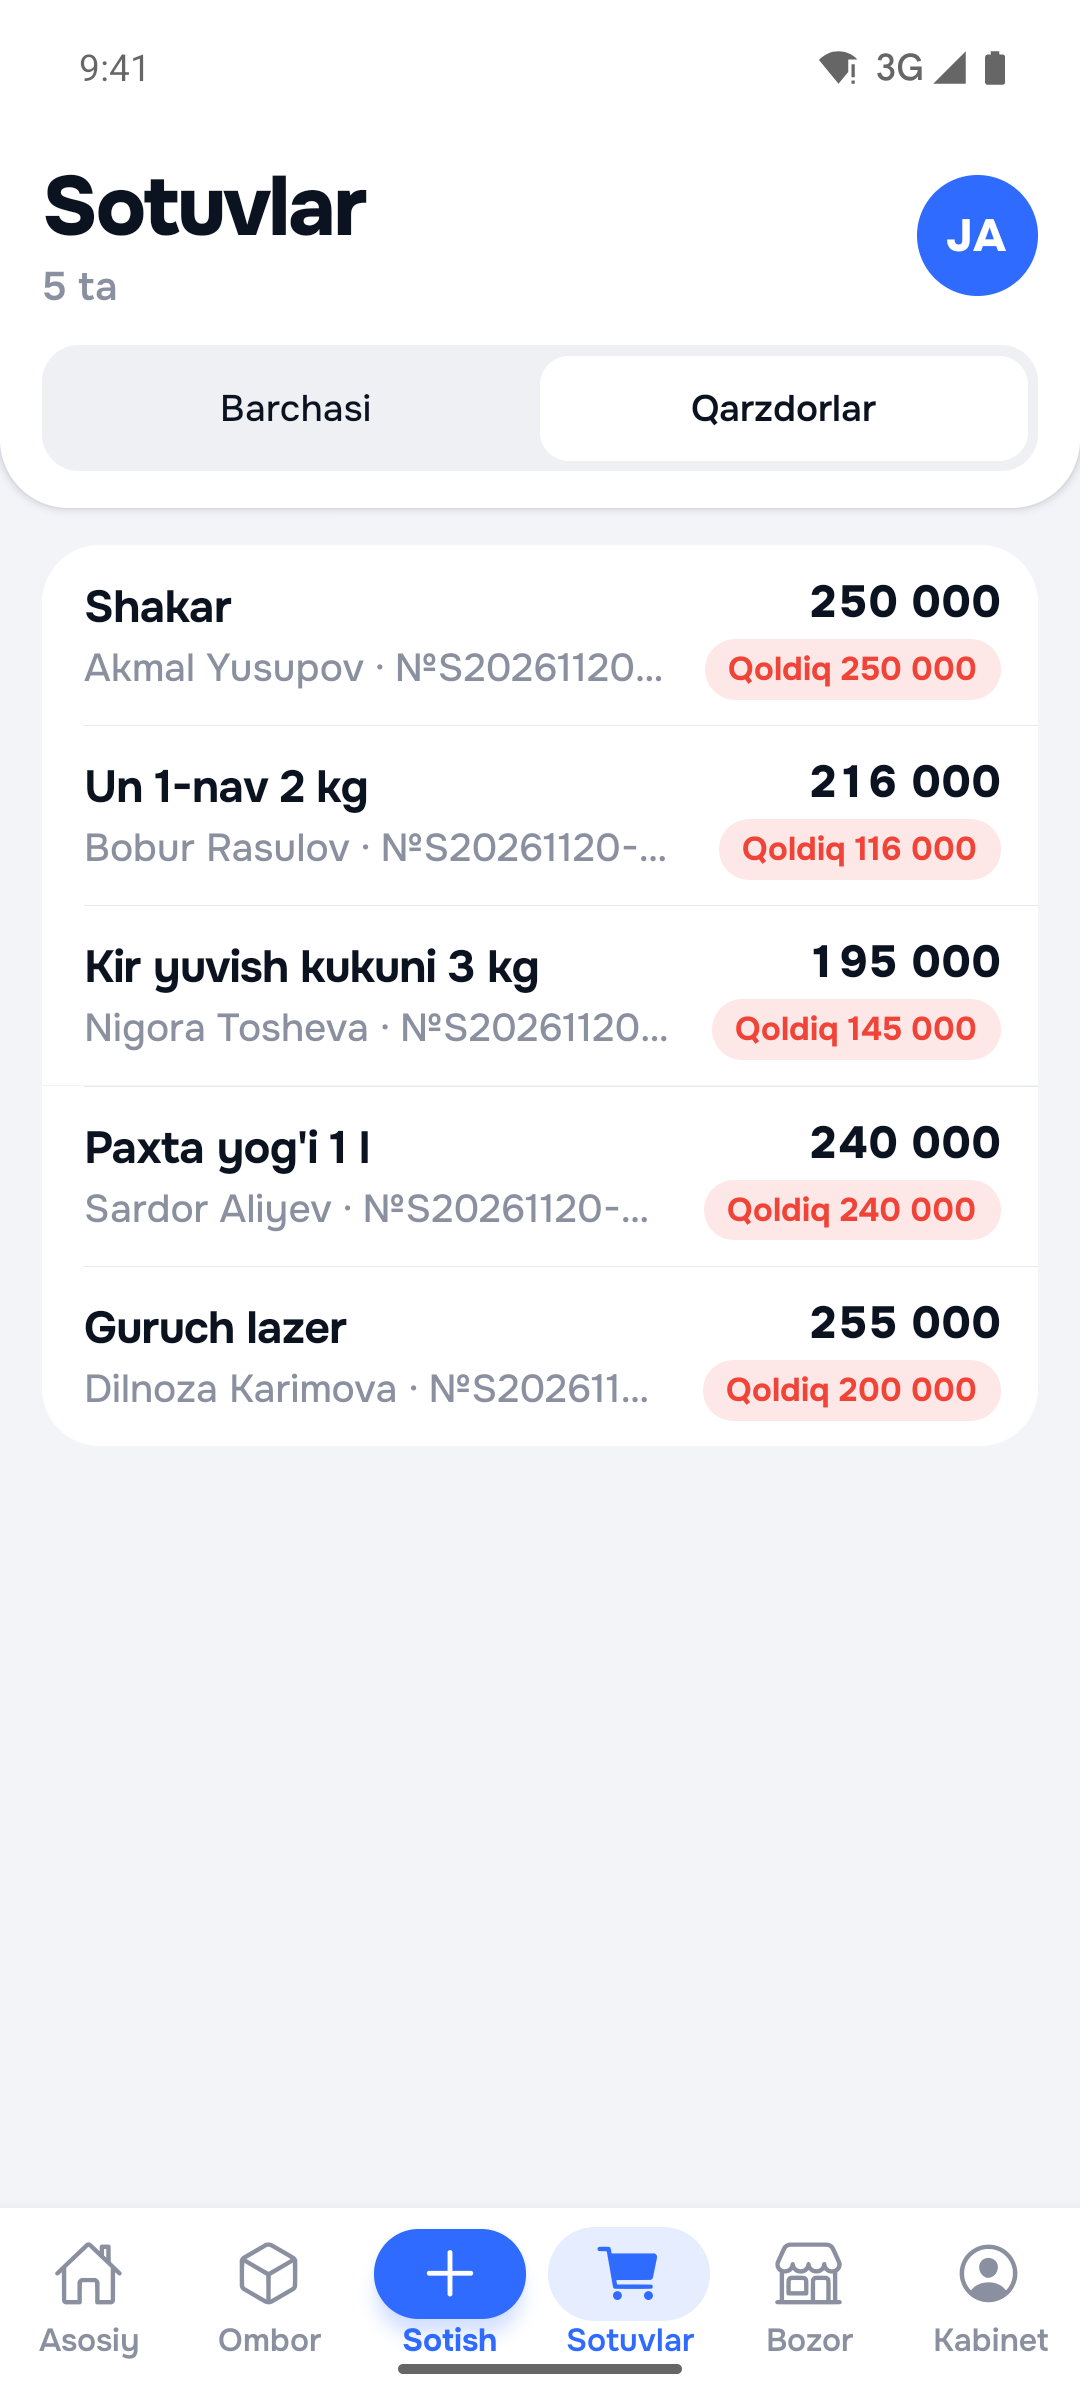 9:41
3G
Sotuvlar
5 ta
JA
Barchasi
Qarzdorlar
Shakar
250 000
Akmal Yusupov · №S20261120...
Qoldiq 250 000
Un 1-nav 2 kg
216 000
Bobur Rasulov · №S20261120-...
Qoldiq 116 000
Kir yuvish kukuni 3 kg
195 000
Nigora Tosheva · №S20261120...
Qoldiq 145 000
Paxta yog'i 1 l
240 000
Sardor Aliyev · №S20261120-...
Qoldiq 240 000
Guruch lazer
255 000
Dilnoza Karimova · №S202611...
Qoldiq 200 000
Asosiy
Ombor
Sotish
Sotuvlar
Bozor
Kabinet